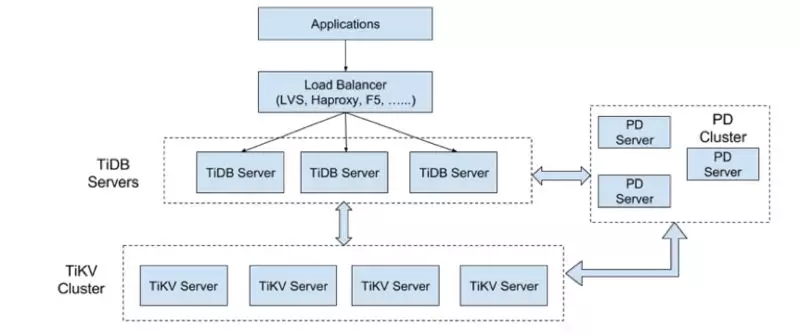 Applications
Load Balancer
(LVS, Haproxy, F5, ......)
TiDB
Servers
TiDB Server
TiDB Server
TiDB Server
PD
Cluster
PD
Server
PD
Server
PD
Server
TiKV
Cluster
TiKV Server
TiKV Server
TiKV Server
TiKV Server